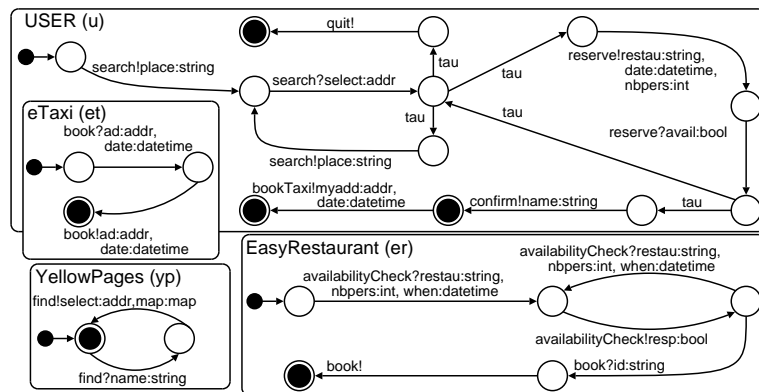 USER (u)
quit!
search!place:string
tau
reserve!restau:string,
date:datetime,
nbpers:int
search?select:addr
tau
tau
tau
reserve?avail:bool
search!place:string
bookTaxi!myadd:addr,
date:datetime
confirm!name:string
tau
eTaxi (et)
book?ad:addr,
date:datetime
book!ad:addr,
date:datetime
YellowPages (yp)
find!select:addr,map:map
find?name:string
EasyRestaurant (er)
availabilityCheck?restau:string,
nbpers:int, when:datetime
availabilityCheck?restau:string,
nbpers:int, when:datetime
availabilityCheck!resp:bool
book!
book?id:string